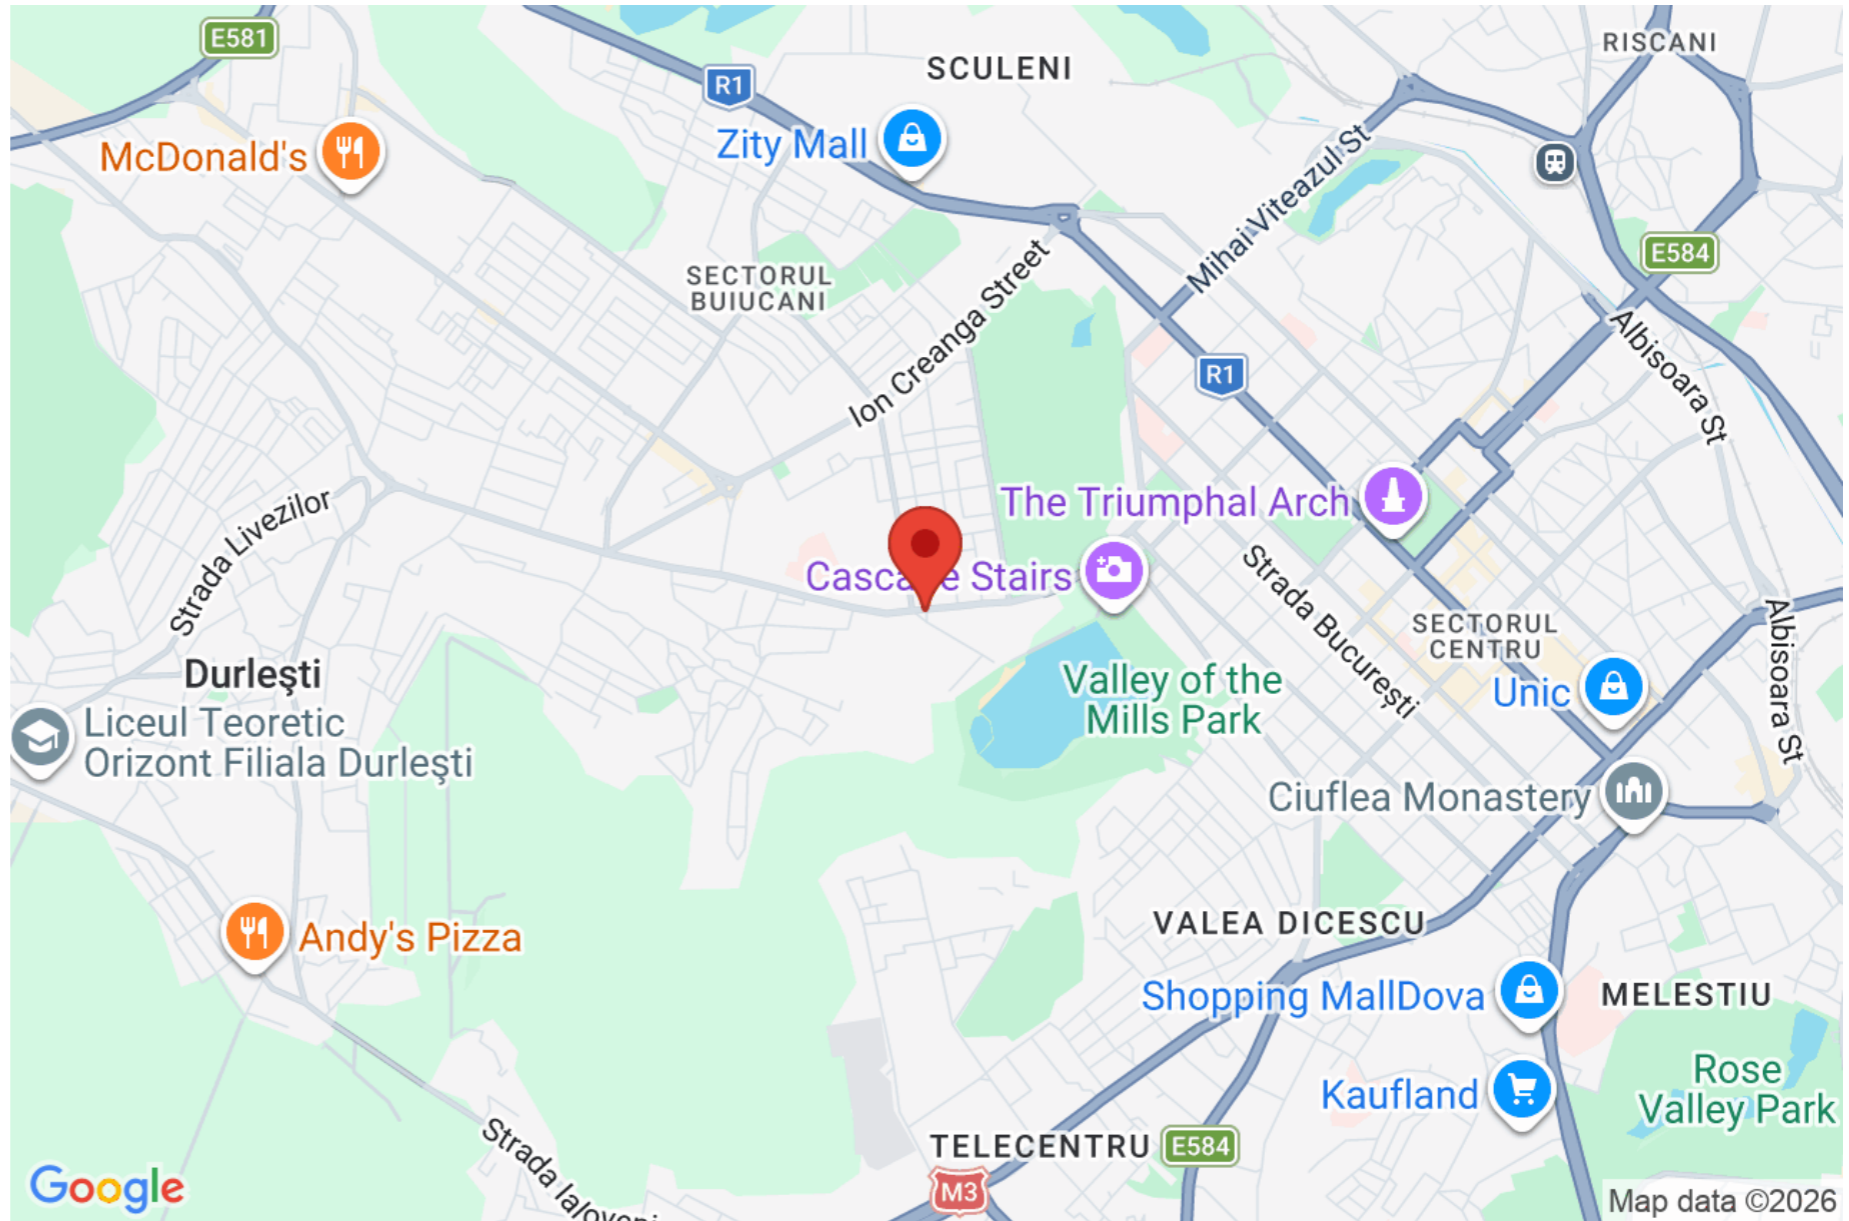 E581
R1
SCULENI
RISCANI
McDonald's
Zity Mall
Mihai Viteazul St
E584
SECTORUL
BUIUCANI
Ion Creanga Street
R1
Albisoara St
Strada Livezilor
The Triumphal Arch
Cascade Stairs
Strada București
SECTORUL
CENTRU
Albisoara St
Durleşti
Valley of the
Mills Park
Unic
Liceul Teoretic
Orizont Filiala Durleşti
Ciuflea Monastery
Andy's Pizza
VALEA DICESCU
Shopping MallDova
MELESTIU
Kaufland
Rose
Valley Park
Strada Ialoveni
TELECENTRU
E584
M3
Google
Map data ©2026